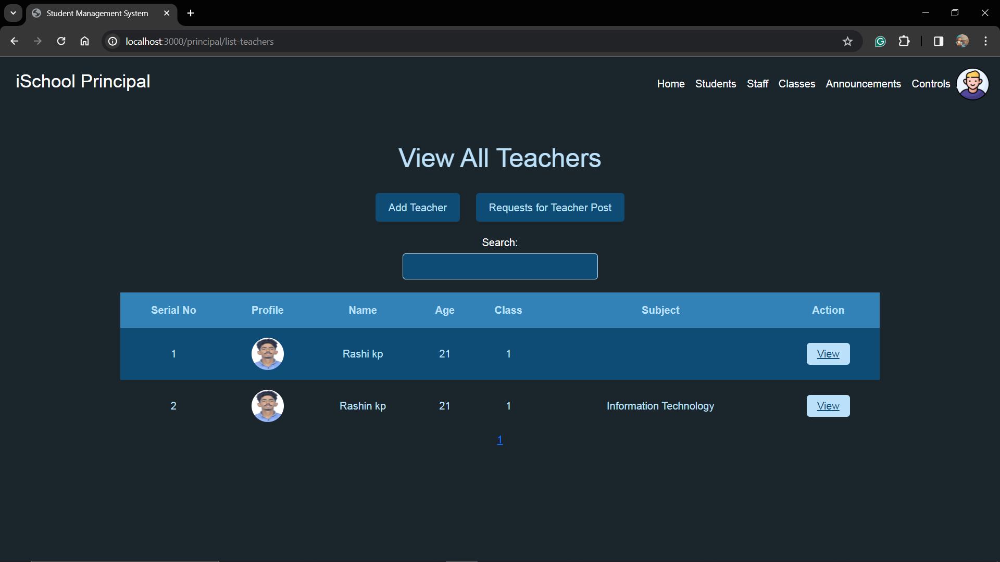 Student Management System
localhost:3000/principal/list-teachers
iSchool Principal
Home Students Staff Classes Announcements Controls
View All Teachers
Add Teacher Requests for Teacher Post
Search:
Serial No Profile Name Age Class Subject Action
1 Rashi kp 21 1 View
2 Rashin kp 21 1 Information Technology View
1